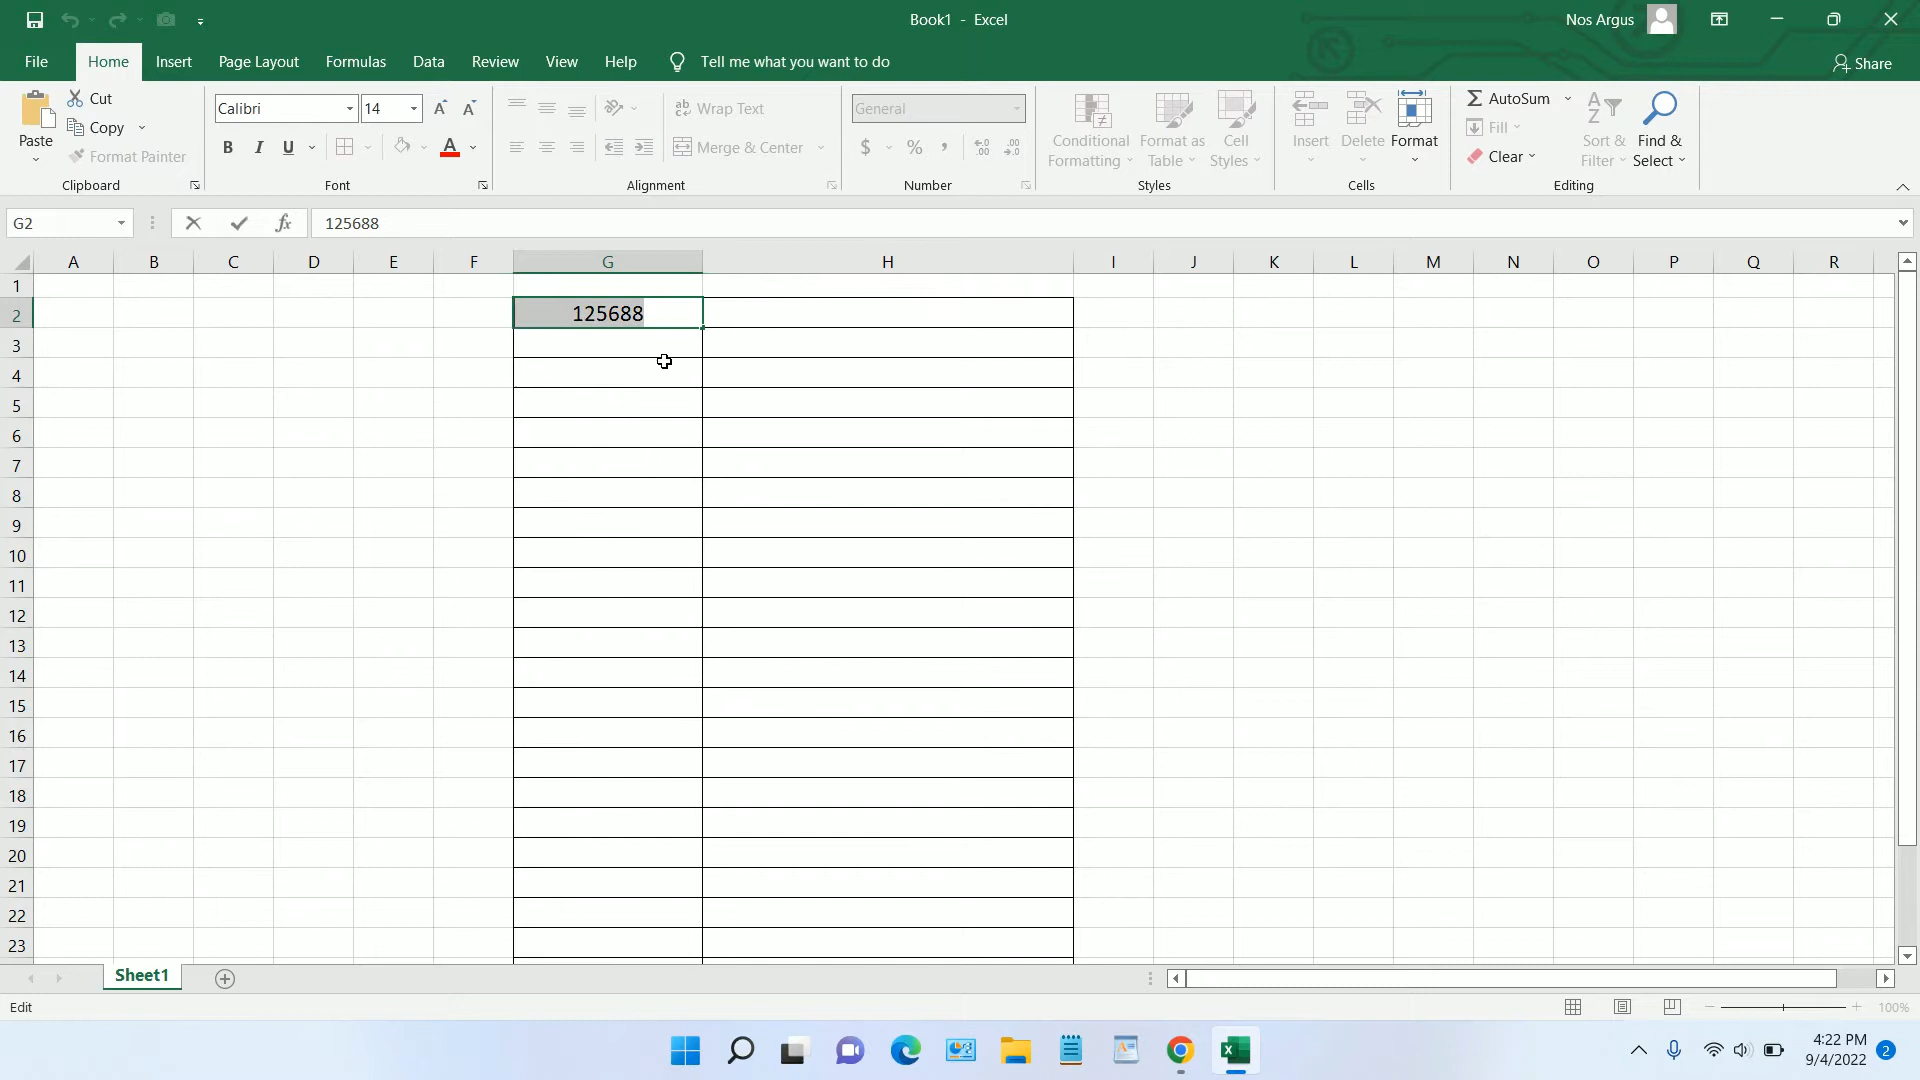 Book1 - Excel
Nos Argus
File Home Insert Page Layout Formulas Data Review View Help Tell me what you want to do
Share
Paste
Cut
Copy
Format Painter
Clipboard
Calibri 14 A A
B I U A
Font
ab Wrap Text
Merge & Center
Alignment
General
$ % ,
Number
Conditional Formatting
Format as Table
Cell Styles
Styles
Insert Delete Format
Cells
AutoSum
Fill
Clear
Sort & Filter
Find & Select
Editing
G2 fx 125688
A B C D E F G H I J K L M N O P Q R
1
2 125688
3
4
5
6
7
8
9
10
11
12
13
14
15
16
17
18
19
20
21
22
23
Sheet1
Edit
100%
4:22 PM
9/4/2022
2